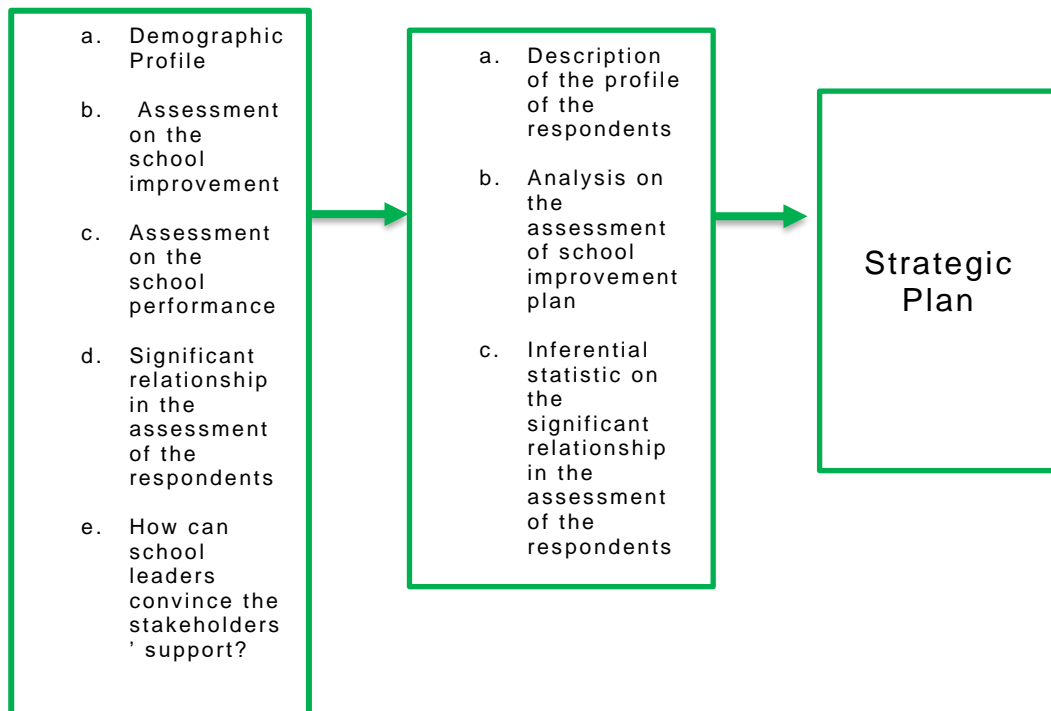 a. Demographic
Profile
b. Assessment
on the
school
improvement
c. Assessment
on the
school
performance
d. Significant
relationship
in the
assessment
of the
respondents
e. How can
school
leaders
convince the
stakeholders
’ support?
a. Description
of the profile
of the
respondents
b. Analysis on
the
assessment
of school
improvement
plan
c. Inferential
statistic on
the
significant
relationship
in the
assessment
of the
respondents
Strategic
Plan